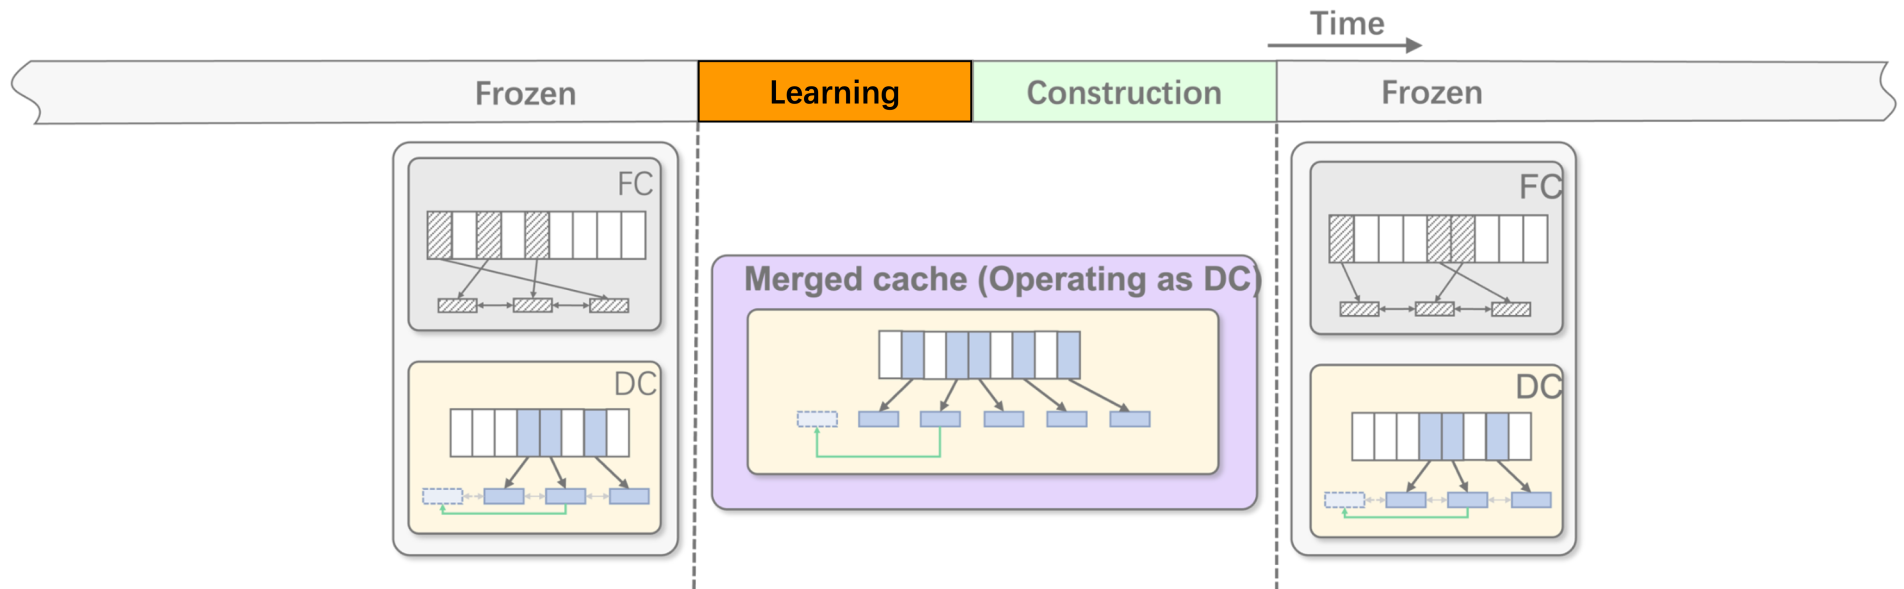 Time
Frozen
Learning
Construction
Frozen
FC
DC
Merged cache (Operating as DC)
FC
DC